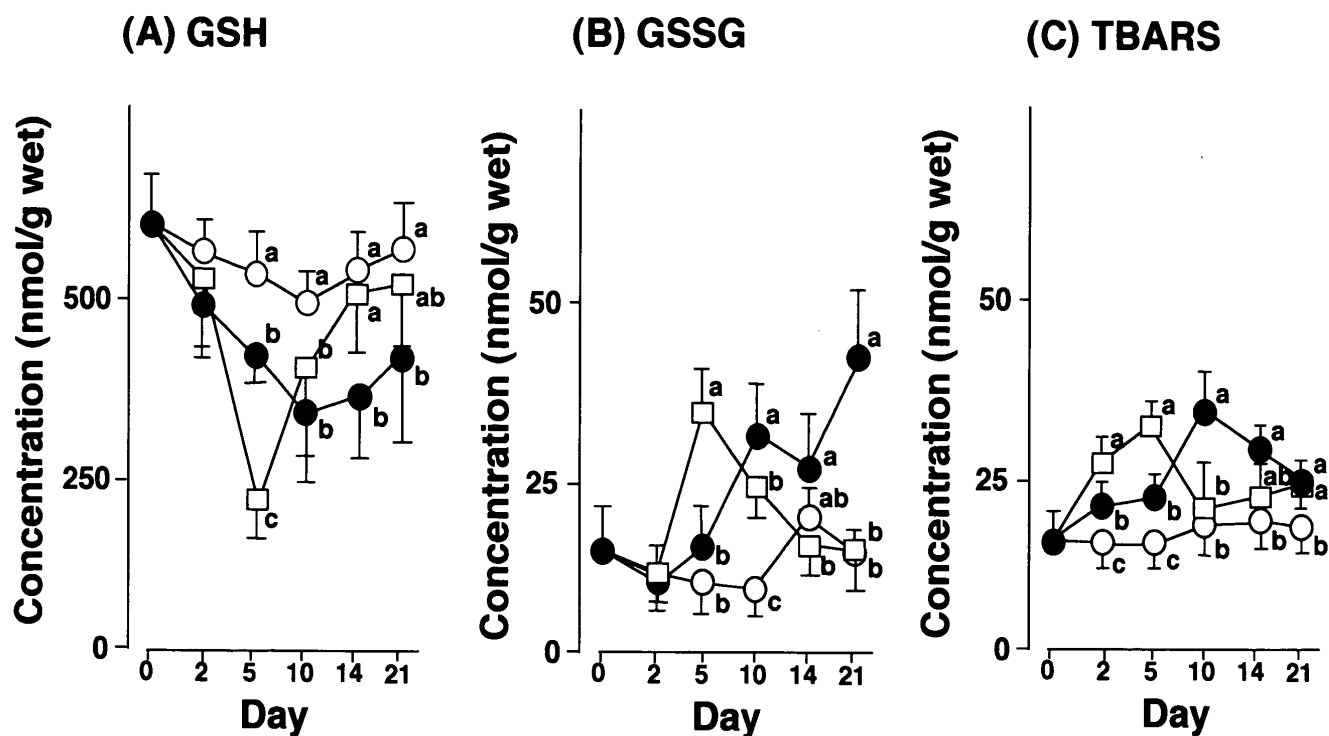 (A) GSH
Concentration (nmol/g wet)
500
250
0
a
a
a
a
ab
a
b
b
b
b
b
c
0 2 5 10 14 21
Day
(B) GSSG
Concentration (nmol/g wet)
50
25
0
a
a
a
a
b
ab
b
b
b
b
b
c
0 2 5 10 14 21
Day
(C) TBARS
Concentration (nmol/g wet)
50
25
0
a
a
a
a
a
a
ab
b
b
b
b
b
b
c
c
0 2 5 10 14 21
Day